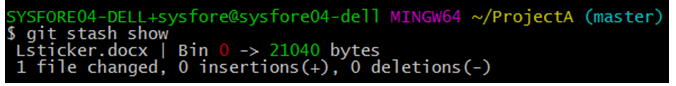 SYSFORE04-DELL+sysfore@sysfore04-dell MINGW64 ~/ProjectA (master)
$ git stash show
 Lsticker.docx | Bin 0 -> 21040 bytes
 1 file changed, 0 insertions(+), 0 deletions(-)